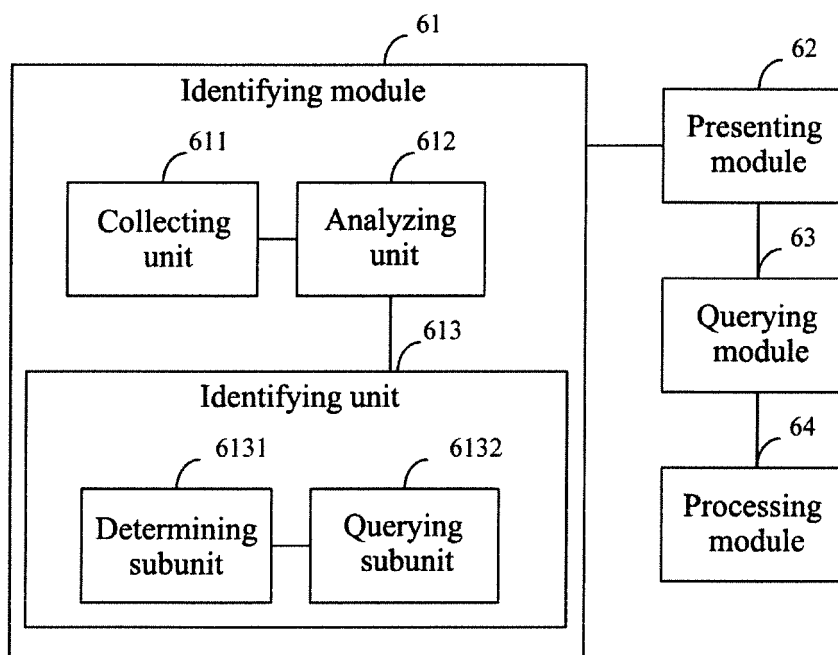 61
Identifying module
611
Collecting
unit
612
Analyzing
unit
613
Identifying unit
6131
Determining
subunit
6132
Querying
subunit
62
Presenting
module
63
Querying
module
64
Processing
module